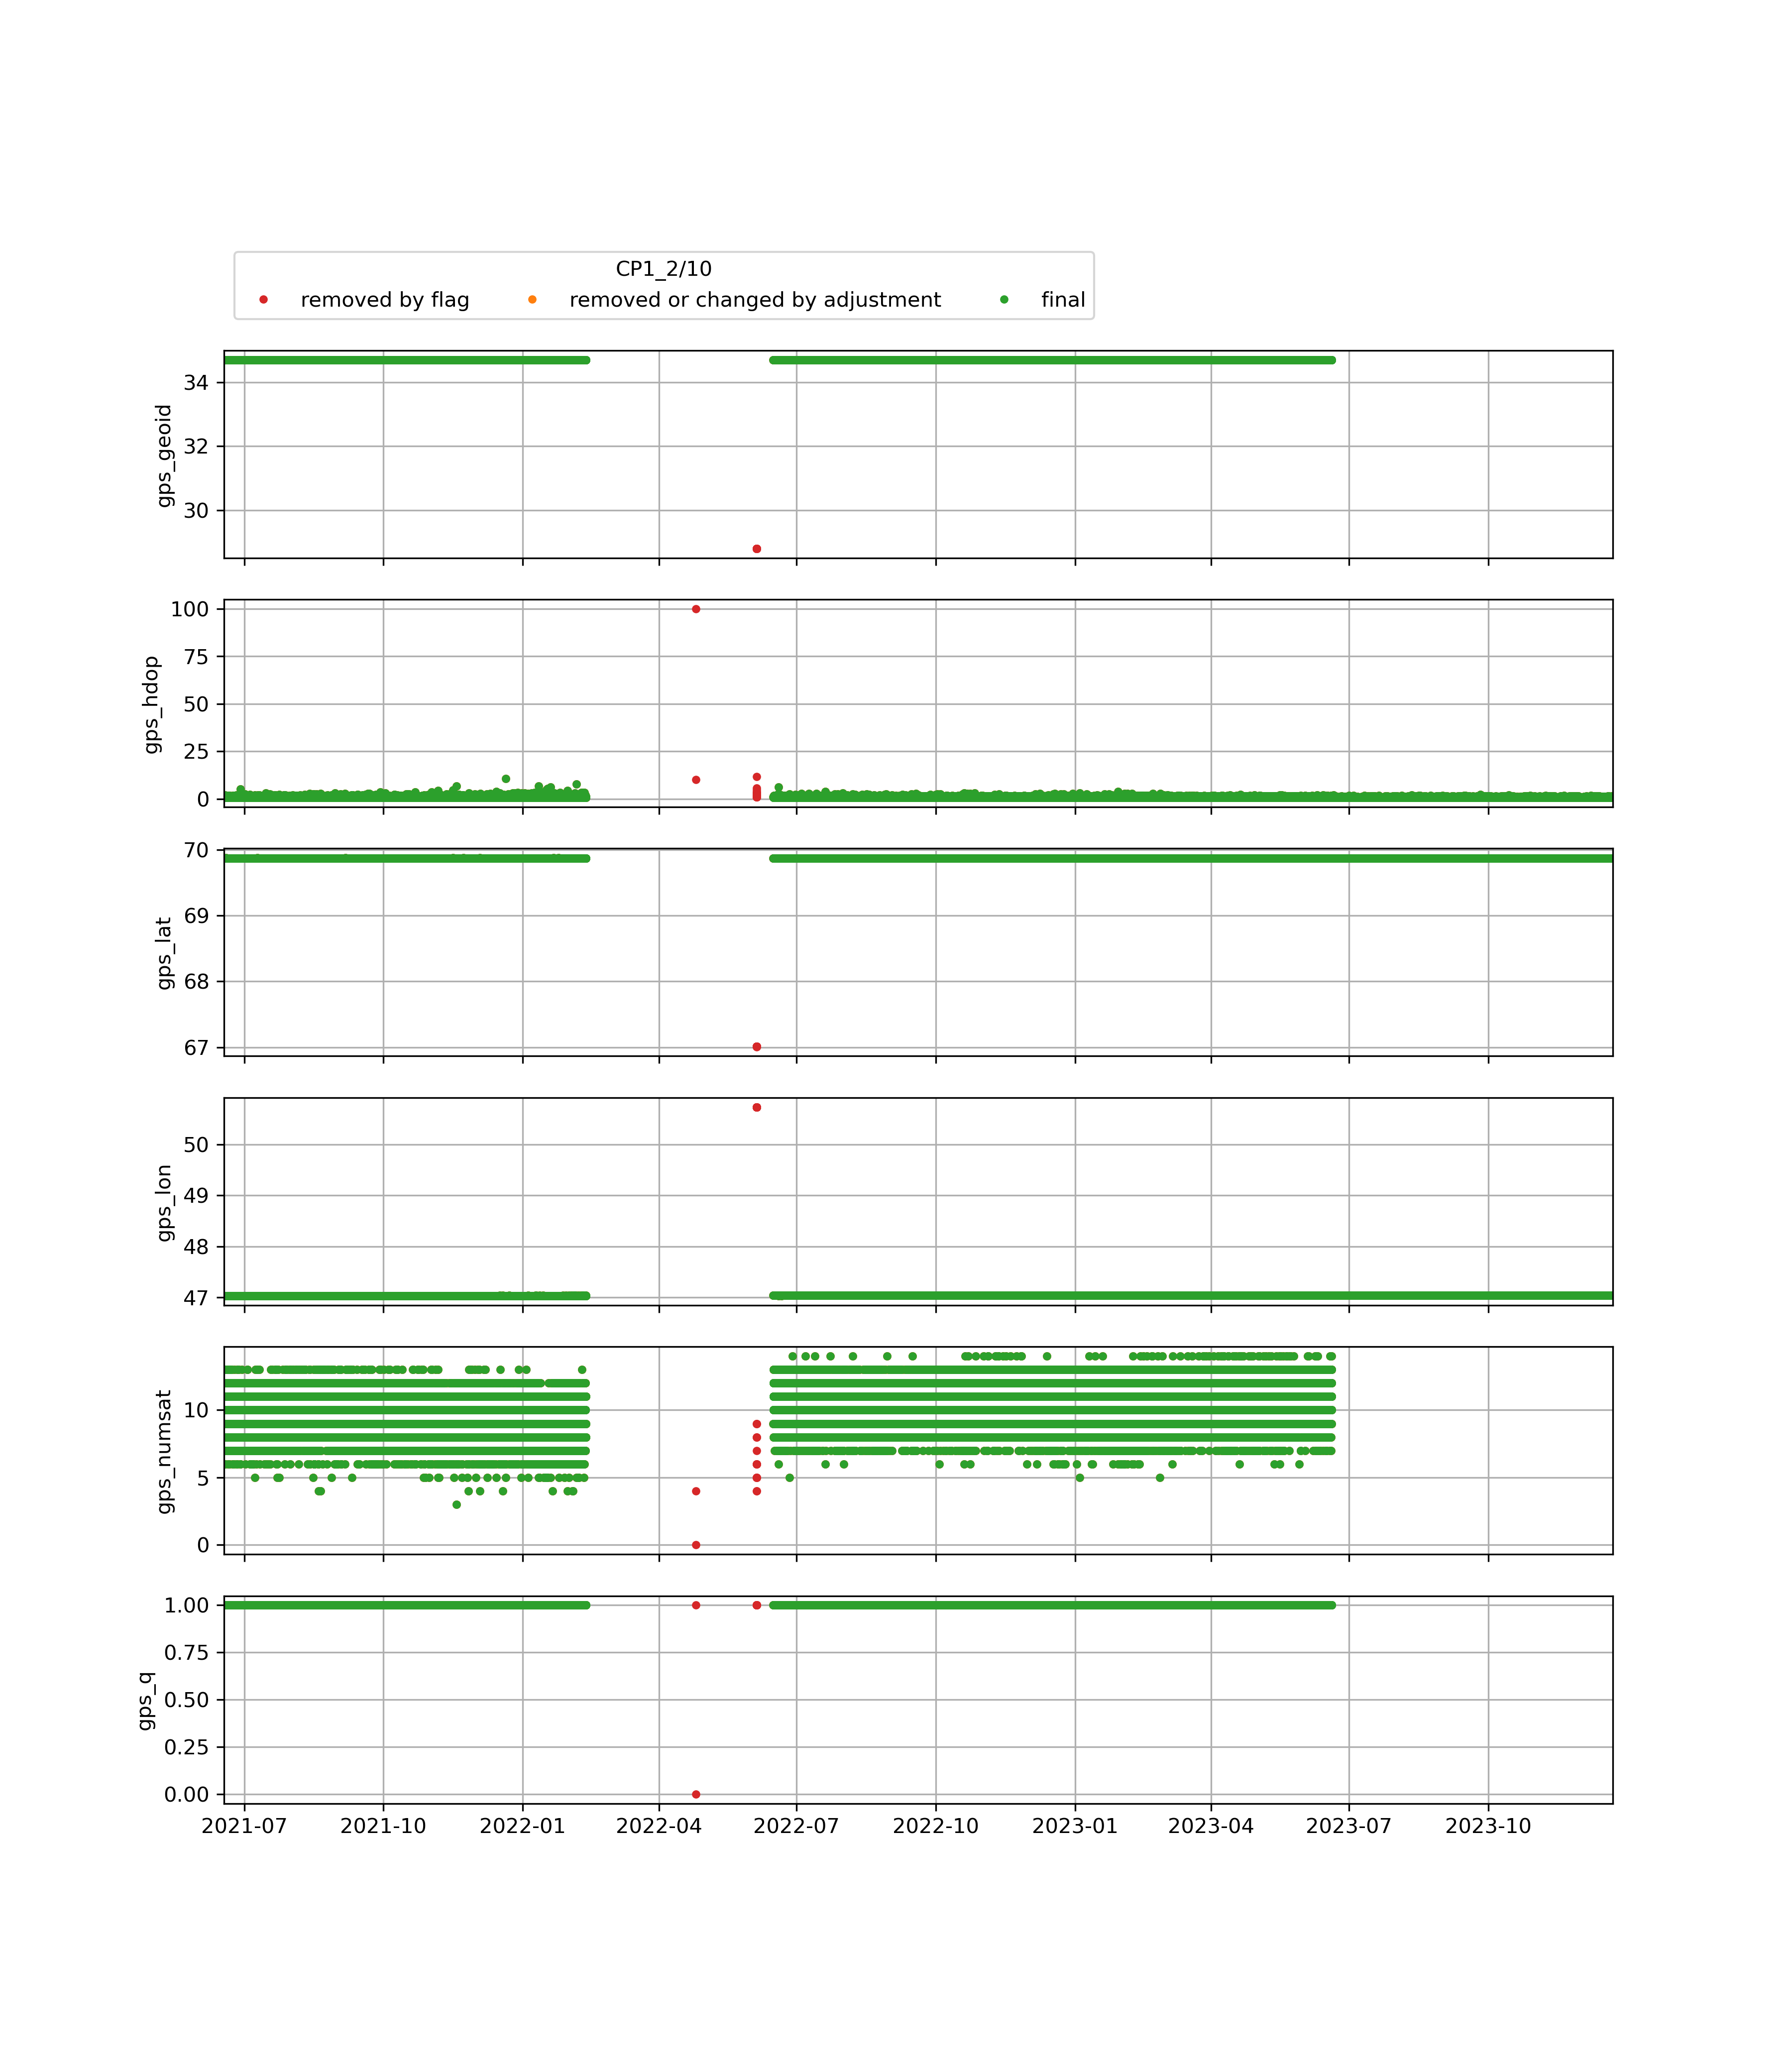 CP1_2/10
removed by flag removed or changed by adjustment final
34
32
30
gps_geoid
100
75
50
25
0
gps_hdop
70
69
68
67
gps_lat
50
49
48
47
gps_lon
10
5
0
gps_numsat
1.00
0.75
0.50
0.25
0.00
gps_q
2021-07 2021-10 2022-01 2022-04 2022-07 2022-10 2023-01 2023-04 2023-07 2023-10